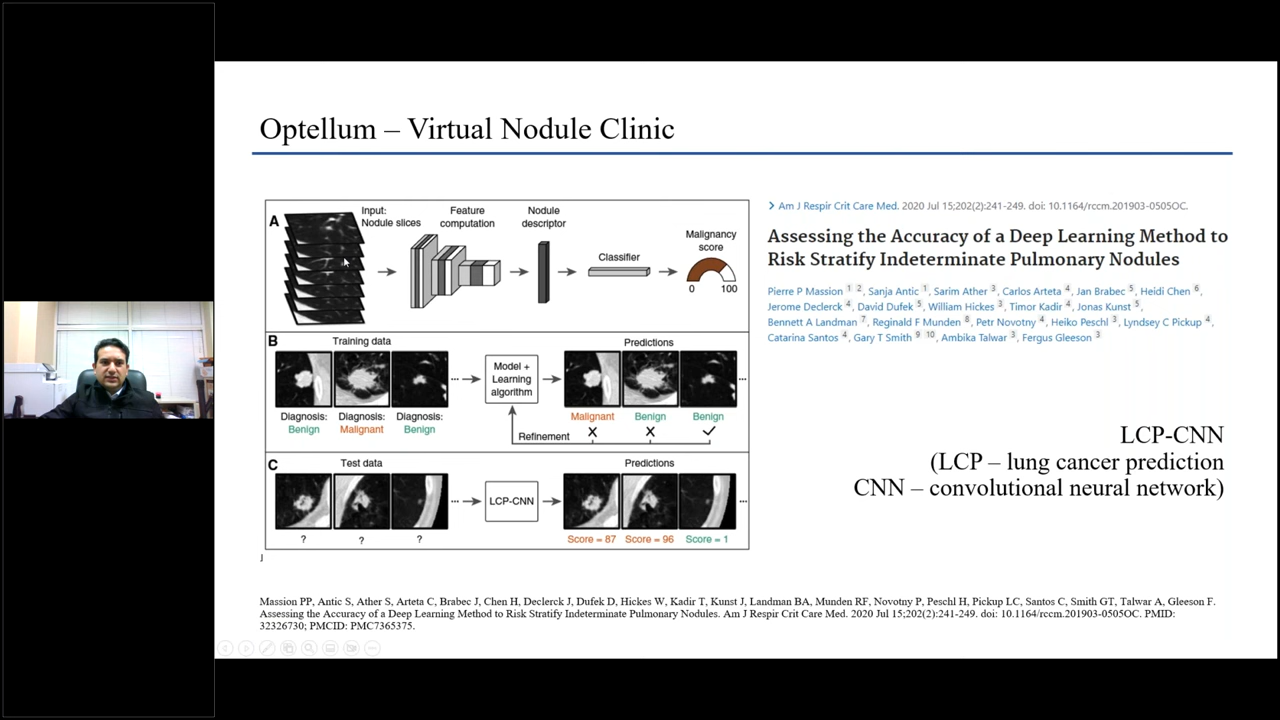 Optellum – Virtual Nodule Clinic
A
Input:
Nodule slices
Feature
computation
Nodule
descriptor
Classifier
Malignancy
score
0 100
B
Training data
Predictions
Model +
Learning
algorithm
Diagnosis: Diagnosis: Diagnosis:
Benign Malignant Benign
Malignant Benign Benign
Refinement
C
Test data
Predictions
LCP-CNN
? ? ?
Score = 87 Score = 96 Score = 1
J
Am J Respir Crit Care Med. 2020 Jul 15;202(2):241-249. doi: 10.1164/rccm.201903-0505OC.
Assessing the Accuracy of a Deep Learning Method to
Risk Stratify Indeterminate Pulmonary Nodules
Pierre P Massion 1 2, Sanja Antic 1, Sarim Ather 3, Carlos Arteta 4, Jan Brabec 5, Heidi Chen 6,
Jerome Declerck 4, David Dufek 5, William Hickes 3, Timor Kadir 4, Jonas Kunst 5,
Bennett A Landman 7, Reginald F Munden 8, Petr Novotny 4, Heiko Peschl 3, Lyndsey C Pickup 4,
Catarina Santos 4, Gary T Smith 9 10, Ambika Talwar 3, Fergus Gleeson 3
LCP-CNN
(LCP – lung cancer prediction
CNN – convolutional neural network)
Massion PP, Antic S, Ather S, Arteta C, Brabec J, Chen H, Declerck J, Dufek D, Hickes W, Kadir T, Kunst J, Landman BA, Munden RF, Novotny P, Peschl H, Pickup LC, Santos C, Smith GT, Talwar A, Gleeson F.
Assessing the Accuracy of a Deep Learning Method to Risk Stratify Indeterminate Pulmonary Nodules. Am J Respir Crit Care Med. 2020 Jul 15;202(2):241-249. doi: 10.1164/rccm.201903-0505OC. PMID:
32326730; PMCID: PMC7365375.